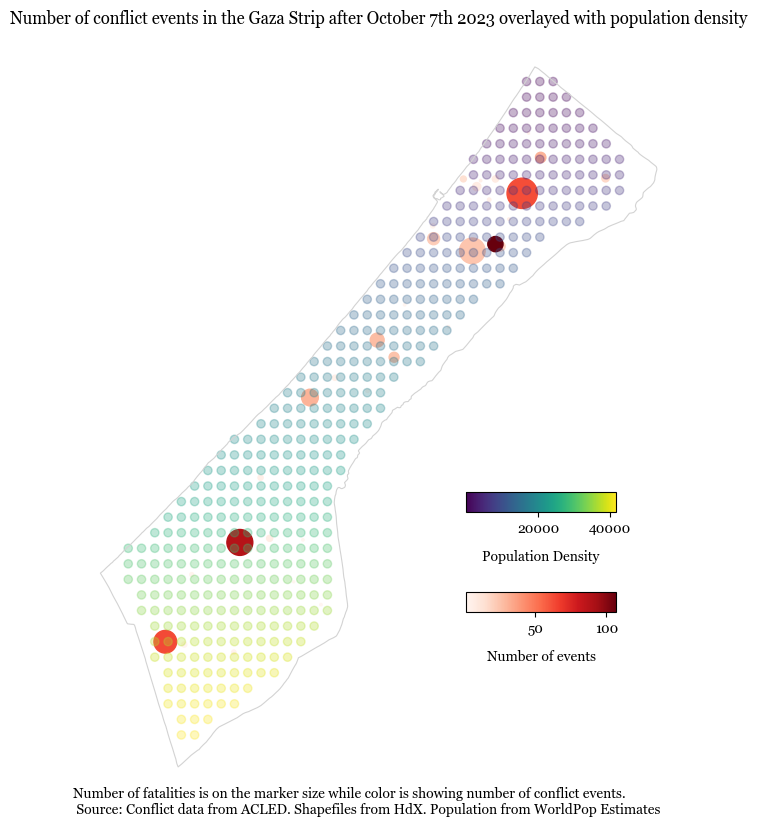 Number of conflict events in the Gaza Strip after October 7th 2023 overlayed with population density
20000 40000
Population Density
50 100
Number of events
Number of fatalities is on the marker size while color is showing number of conflict events.
Source: Conflict data from ACLED. Shapefiles from HdX. Population from WorldPop Estimates